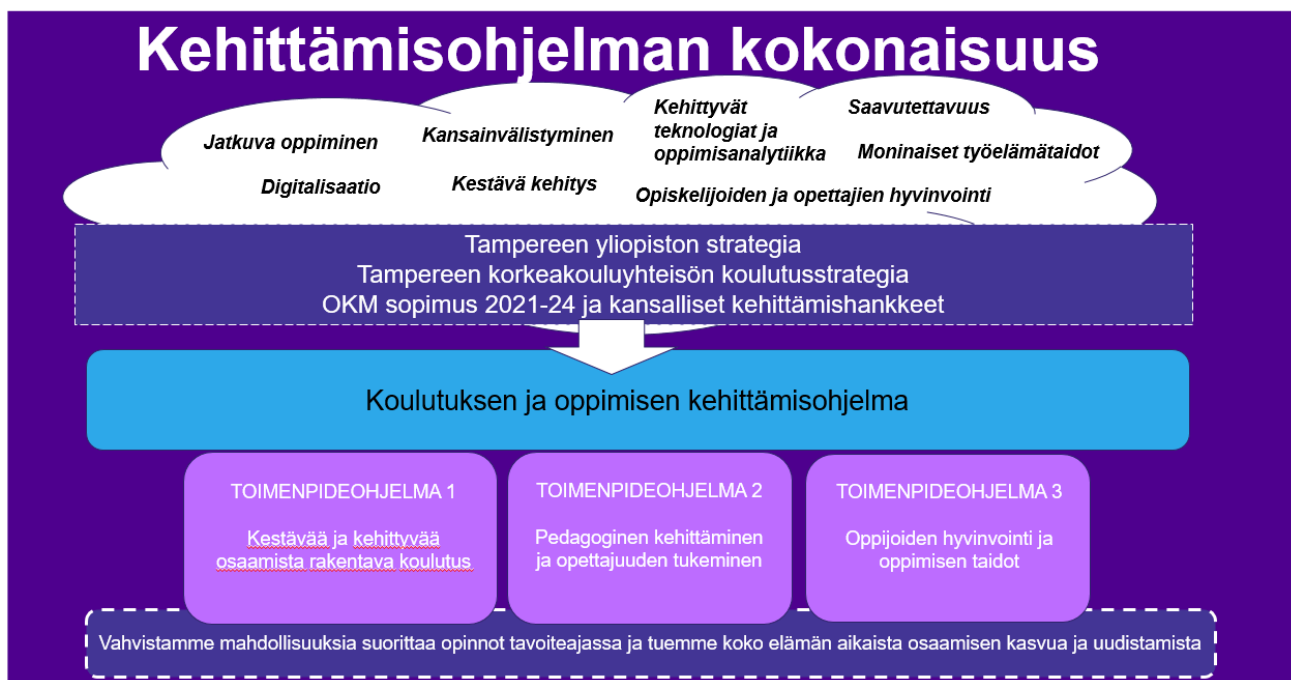 Kehittämisohjelman kokonaisuus
Jatkuva oppiminen
Kansainvälistyminen
Kehittyvät
teknologiat ja
oppimisanalytiikka
Saavutettavuus
Moninaiset työelämätaidot
Digitalisaatio
Kestävä kehitys
Opiskelijoiden ja opettajien hyvinvointi
Tampereen yliopiston strategia
Tampereen korkeakouluyhteisön koulutusstrategia
OKM sopimus 2021-24 ja kansalliset kehittämishankkeet
Koulutuksen ja oppimisen kehittämisohjelma
TOIMENPIDEOHJELMA 1
Kestävää ja kehittyvää
osaamista rakentava koulutus
TOIMENPIDEOHJELMA 2
Pedagoginen kehittäminen
ja opettajuuden tukeminen
TOIMENPIDEOHJELMA 3
Oppijoiden hyvinvointi ja
oppimisen taidot
Vahvistamme mahdollisuuksia suorittaa opinnot tavoiteajassa ja tuemme koko elämän aikaista osaamisen kasvua ja uudistamista